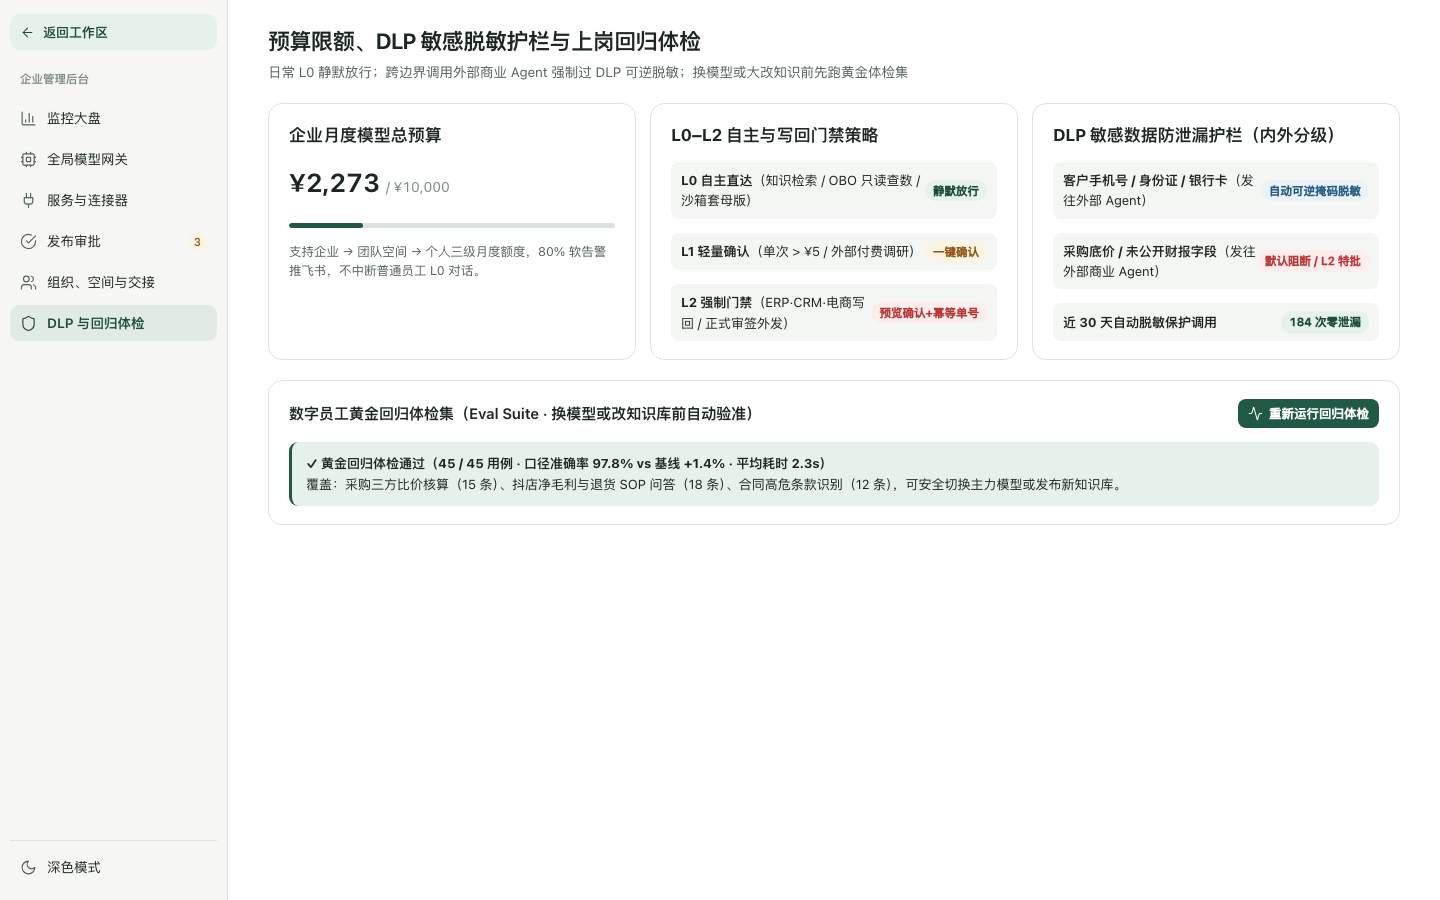 返回工作区
企业管理后台
监控大盘
全局模型网关
服务与连接器
发布审批 3
组织、空间与交接
DLP 与回归体检
深色模式
预算限额、DLP 敏感脱敏护栏与上岗回归体检
日常 L0 静默放行；跨边界调用外部商业 Agent 强制过 DLP 可逆脱敏；换模型或大改知识前先跑黄金体检集
企业月度模型总预算
¥2,273 / ¥10,000
支持企业 → 团队空间 → 个人三级月度额度，80% 软告警
推飞书，不中断普通员工 L0 对话。
L0–L2 自主与写回门禁策略
L0 自主直达（知识检索 / OBO 只读查数 /
沙箱套母版）
静默放行
L1 轻量确认（单次 > ¥5 / 外部付费调研） 一键确认
L2 强制门禁（ERP·CRM·电商写
回 / 正式审签外发）
预览确认+幂等单号
DLP 敏感数据防泄漏护栏（内外分级）
客户手机号 / 身份证 / 银行卡（发
往外部 Agent）
自动可逆掩码脱敏
采购底价 / 未公开财报字段（发往
外部商业 Agent）
默认阻断 / L2 特批
近 30 天自动脱敏保护调用 184 次零泄漏
数字员工黄金回归体检集（Eval Suite · 换模型或改知识库前自动验准）
重新运行回归体检
✓ 黄金回归体检通过（45 / 45 用例 · 口径准确率 97.8% vs 基线 +1.4% · 平均耗时 2.3s）
覆盖：采购三方比价核算（15 条）、抖店净毛利与退货 SOP 问答（18 条）、合同高危条款识别（12 条），可安全切换主力模型或发布新知识库。